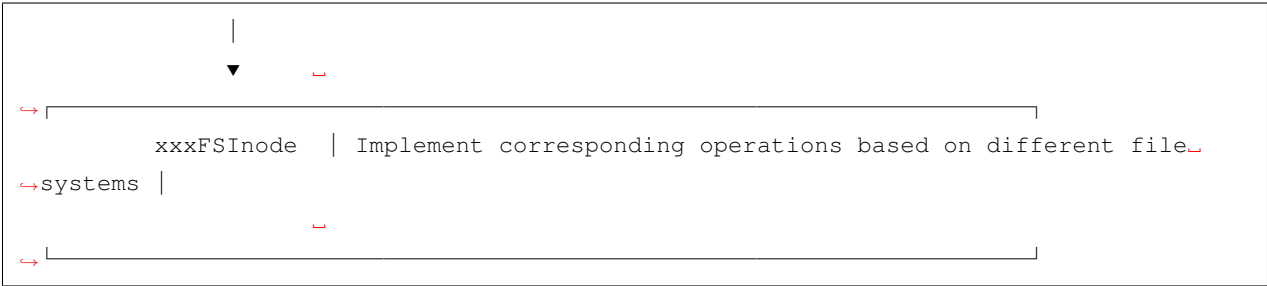 │
▼ ␣
↪┌──────────────────────────────────────────────────────┐
xxxFSInode │ Implement corresponding operations based on different file␣
↪systems │
␣
↪└──────────────────────────────────────────────────────┘